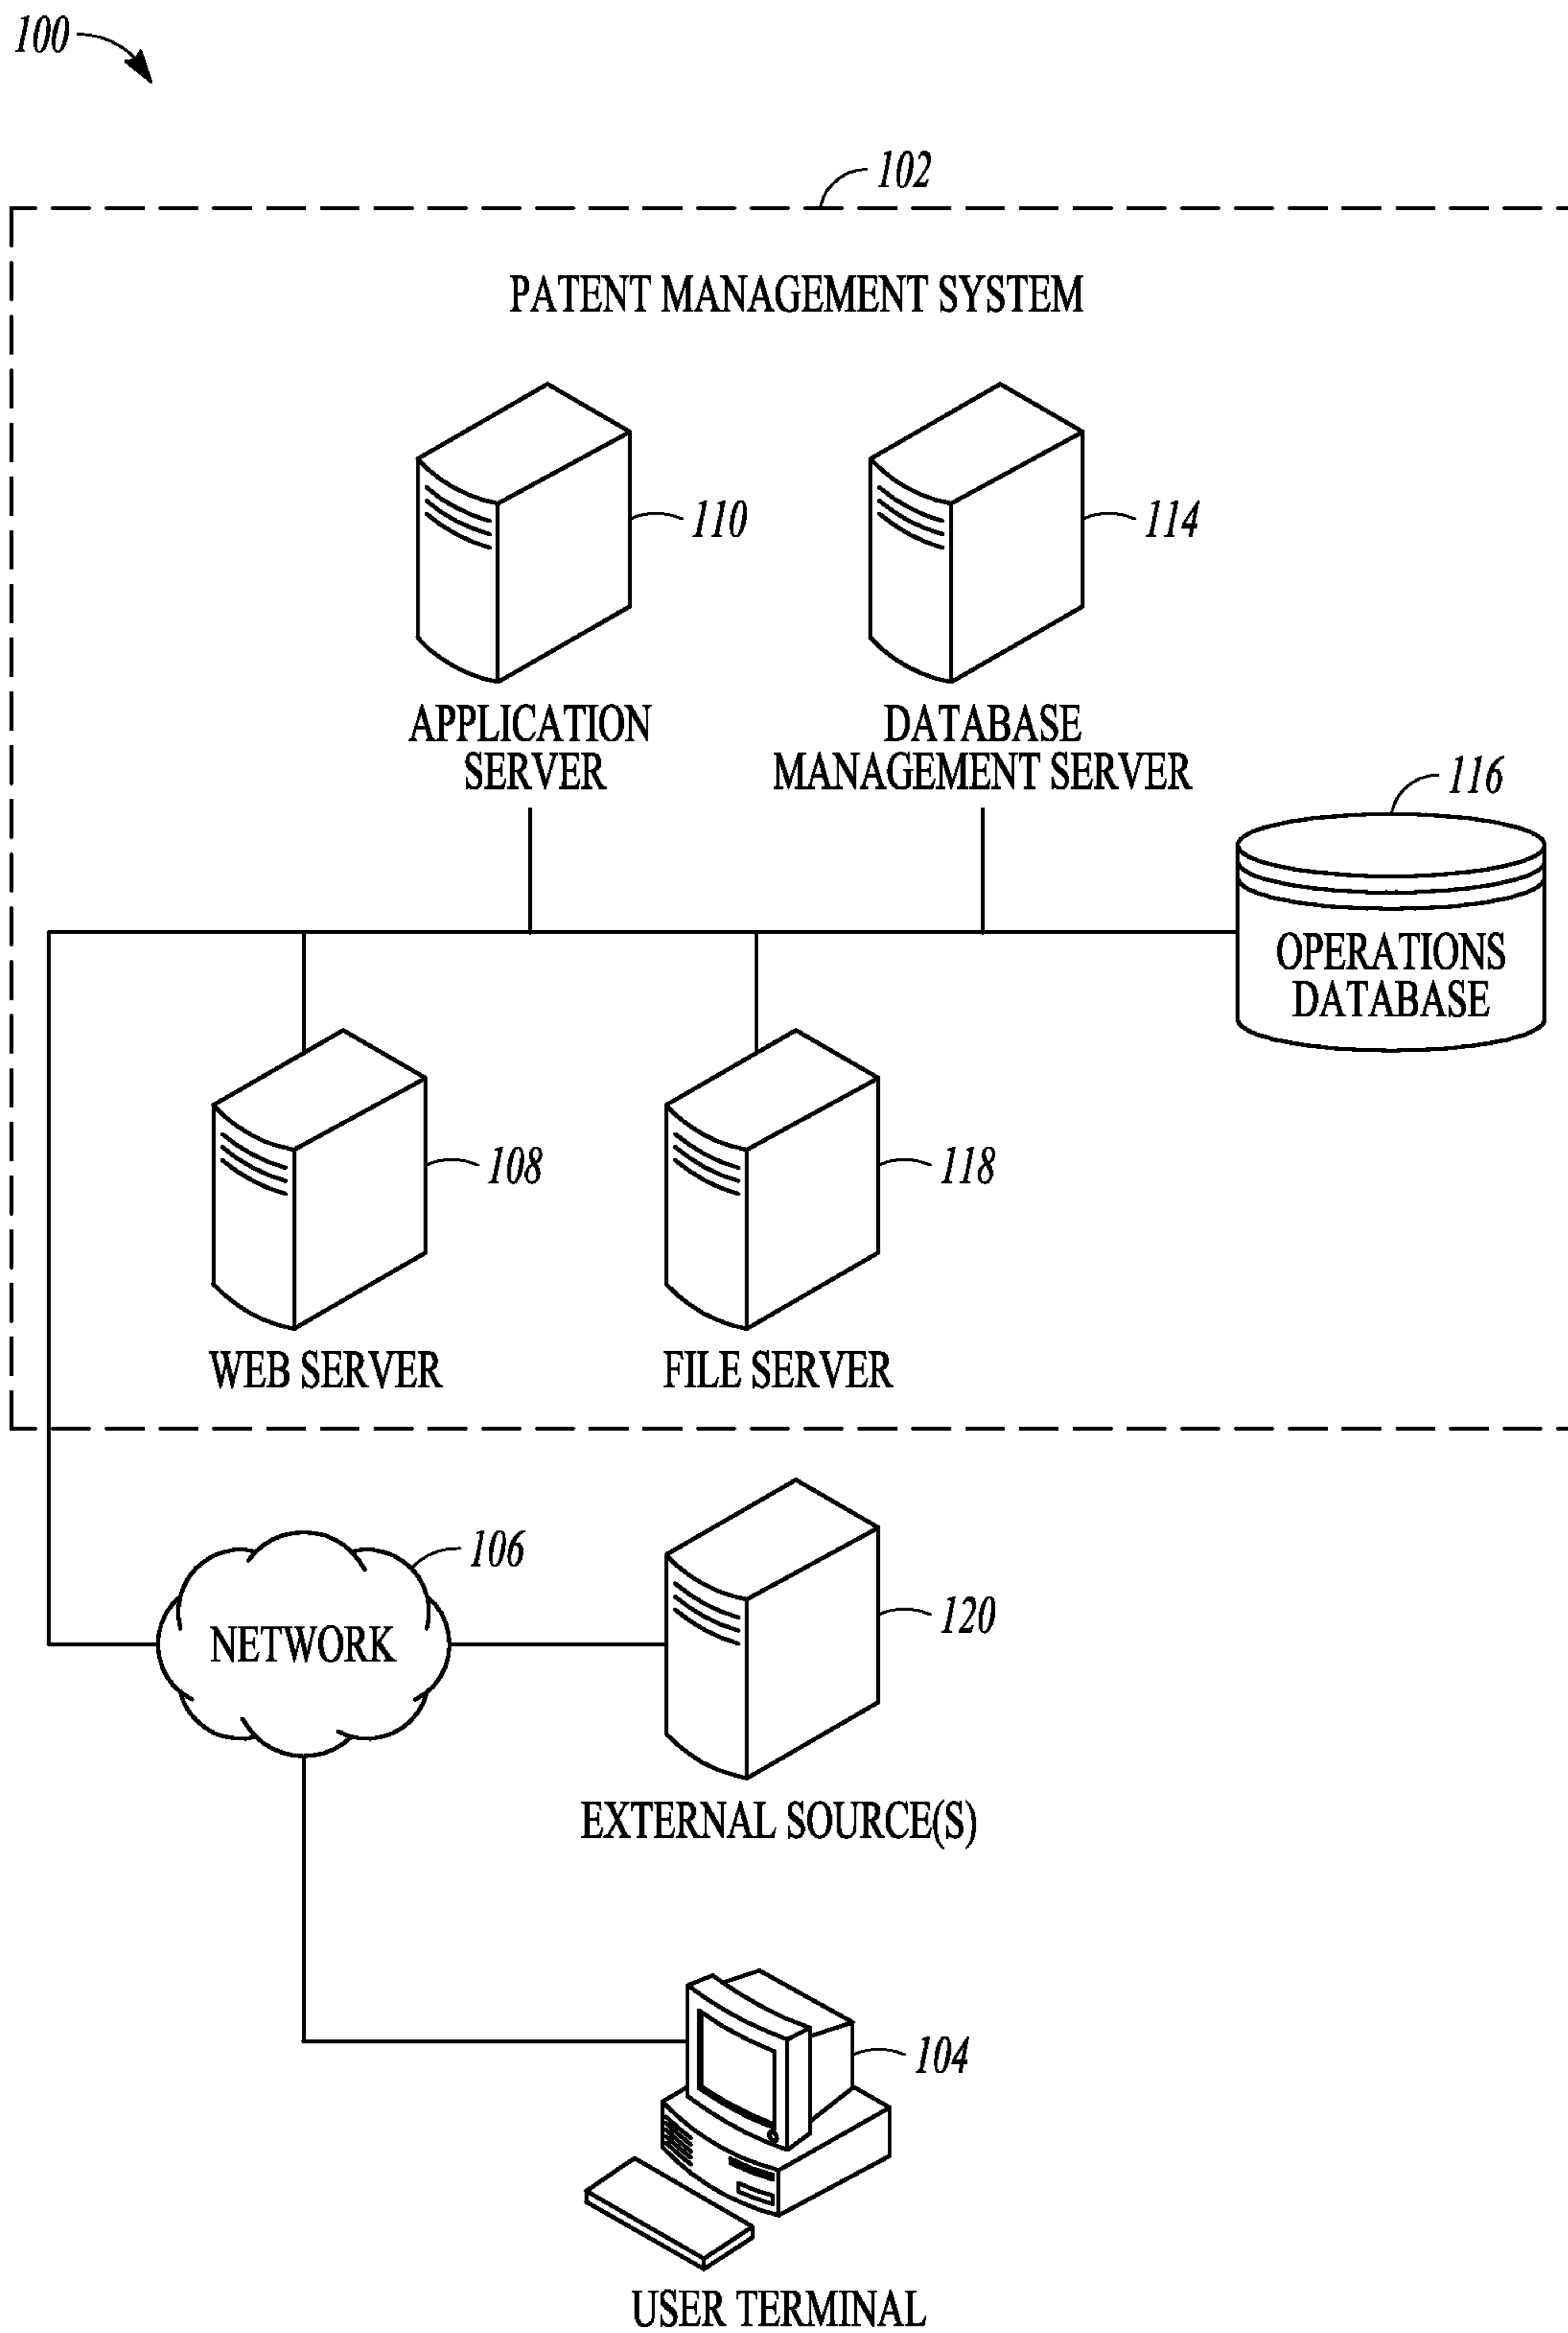 100
102
PATENT MANAGEMENT SYSTEM
110
114
APPLICATION
SERVER
DATABASE
MANAGEMENT SERVER
116
OPERATIONS
DATABASE
108
118
WEB SERVER
FILE SERVER
106
NETWORK
120
EXTERNAL SOURCE(S)
104
USER TERMINAL